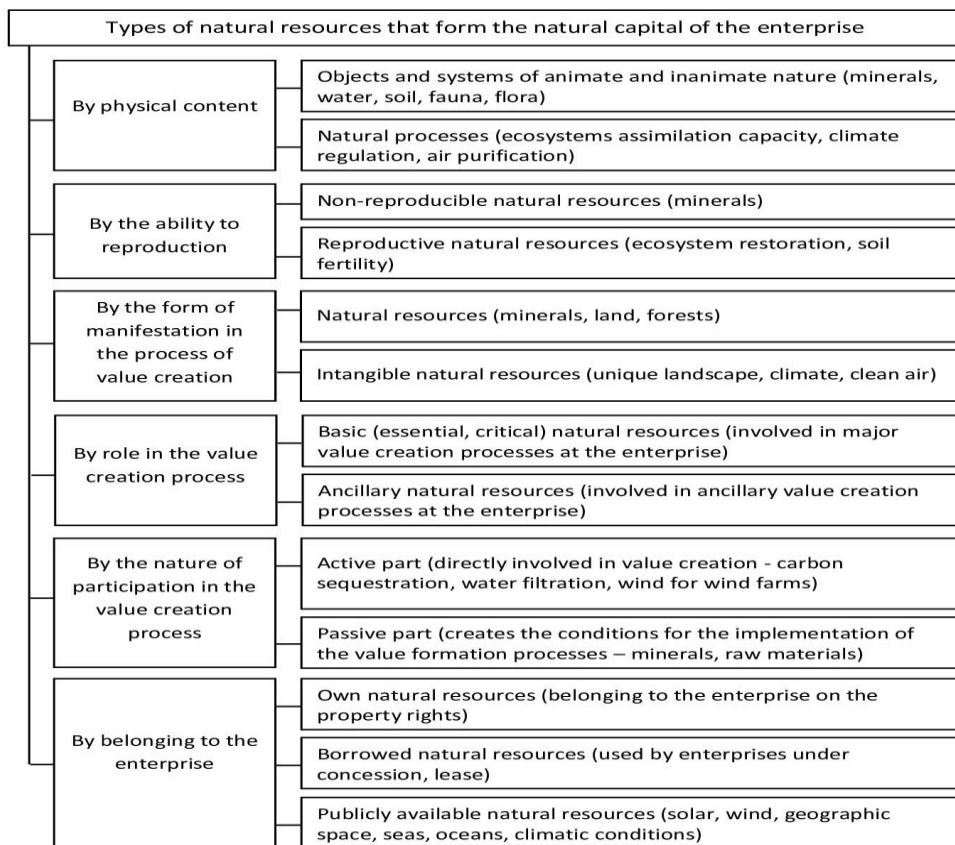 Types of natural resources that form the natural capital of the enterprise
By physical content
Objects and systems of animate and inanimate nature (minerals,
water, soil, fauna, flora)
Natural processes (ecosystems assimilation capacity, climate
regulation, air purification)
By the ability to
reproduction
Non-reproducible natural resources (minerals)
Reproductive natural resources (ecosystem restoration, soil
fertility)
By the form of
manifestation in
the process of
value creation
Natural resources (minerals, land, forests)
Intangible natural resources (unique landscape, climate, clean air)
By role in the value
creation process
Basic (essential, critical) natural resources (involved in major
value creation processes at the enterprise)
Ancillary natural resources (involved in ancillary value creation
processes at the enterprise)
By the nature of
participation in the
value creation
process
Active part (directly involved in value creation - carbon
sequestration, water filtration, wind for wind farms)
Passive part (creates the conditions for the implementation of
the value formation processes – minerals, raw materials)
By belonging to the
enterprise
Own natural resources (belonging to the enterprise on the
property rights)
Borrowed natural resources (used by enterprises under
concession, lease)
Publicly available natural resources (solar, wind, geographic
space, seas, oceans, climatic conditions)